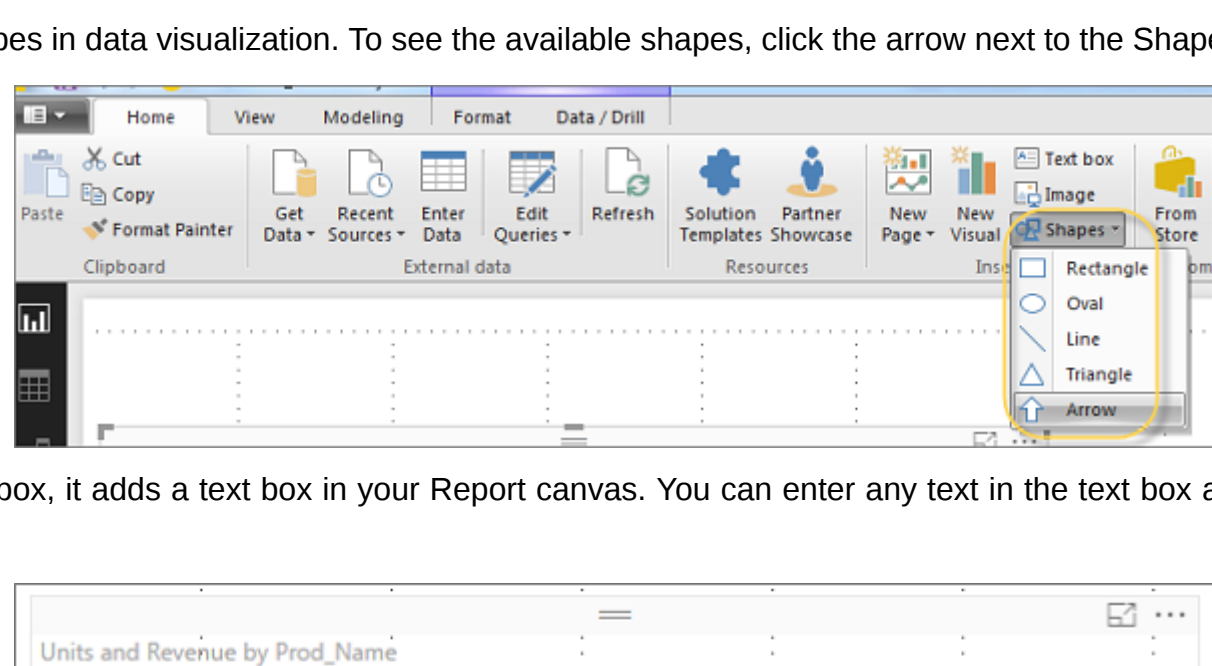 pes in data visualization. To see the available shapes, click the arrow next to the Shape
Home View Modeling Format Data / Drill
Cut
Copy
Format Painter
Paste
Clipboard
Get Data
Recent Sources
Enter Data
Edit Queries
Refresh
External data
Solution Templates
Partner Showcase
Resources
New Page
New Visual
Text box
Image
Shapes
Inse
From Store
om
Rectangle
Oval
Line
Triangle
Arrow
box, it adds a text box in your Report canvas. You can enter any text in the text box a
Units and Revenue by Prod_Name